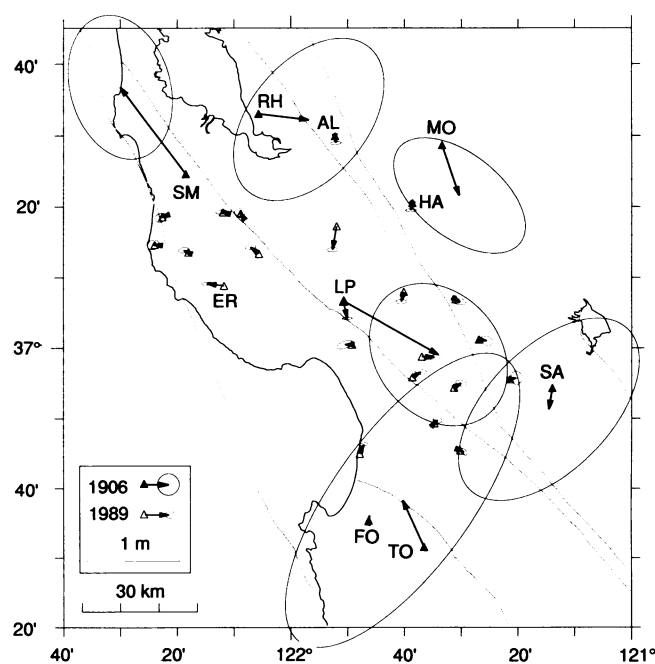 40'
RH
AL
MO
SM
HA
20'
ER
LP
37°
SA
1906
1989
1 m
40'
FO
TO
30 km
20'
40'
20'
122°
40'
20'
121°